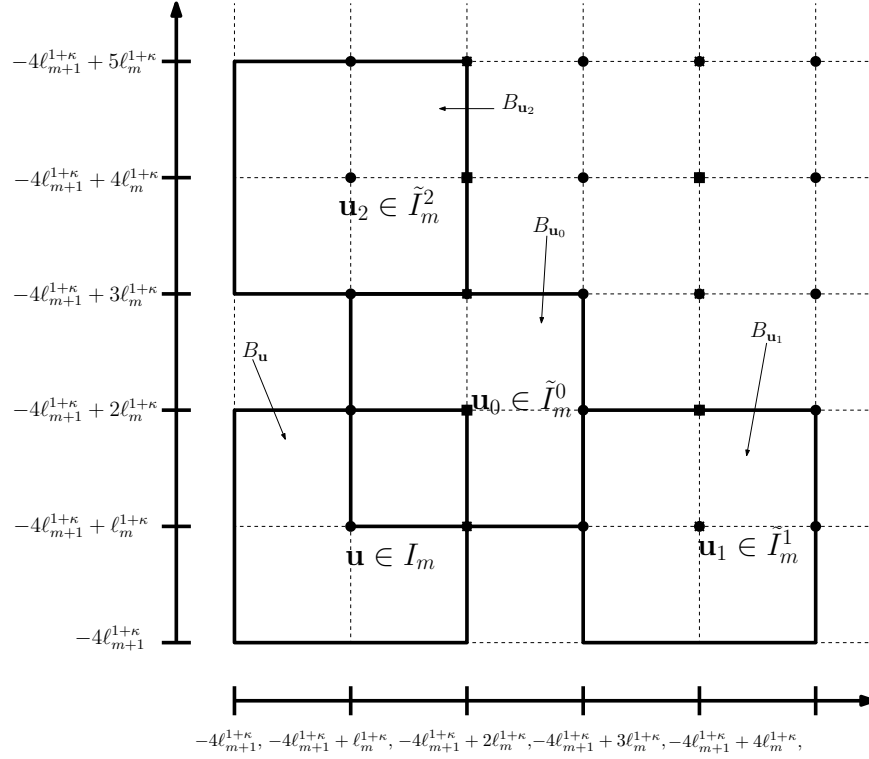 −4ℓ_{m+1}^{1+κ} + 5ℓ_m^{1+κ}
B_{𝐮_2}
−4ℓ_{m+1}^{1+κ} + 4ℓ_m^{1+κ}
𝐮_2 ∈ Ĩ_m^2
B_{𝐮_0}
−4ℓ_{m+1}^{1+κ} + 3ℓ_m^{1+κ}
B_{𝐮_1}
B_𝐮
−4ℓ_{m+1}^{1+κ} + 2ℓ_m^{1+κ}
𝐮_0 ∈ Ĩ_m^0
−4ℓ_{m+1}^{1+κ} + ℓ_m^{1+κ}
𝐮 ∈ I_m
𝐮_1 ∈ Ĩ_m^1
−4ℓ_{m+1}^{1+κ}
−4ℓ_{m+1}^{1+κ}, −4ℓ_{m+1}^{1+κ} + ℓ_m^{1+κ}, −4ℓ_{m+1}^{1+κ} + 2ℓ_m^{1+κ}, −4ℓ_{m+1}^{1+κ} + 3ℓ_m^{1+κ}, −4ℓ_{m+1}^{1+κ} + 4ℓ_m^{1+κ},